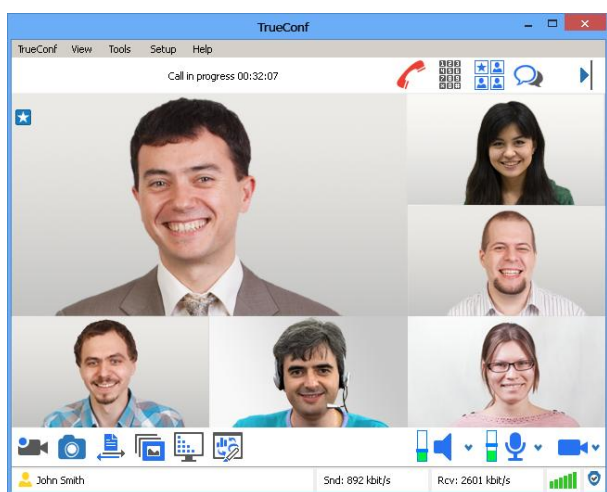 TrueConf
TrueConf View Tools Setup Help
Call in progress 00:32:07
John Smith Snd: 892 kbit/s Rcv: 2601 kbit/s